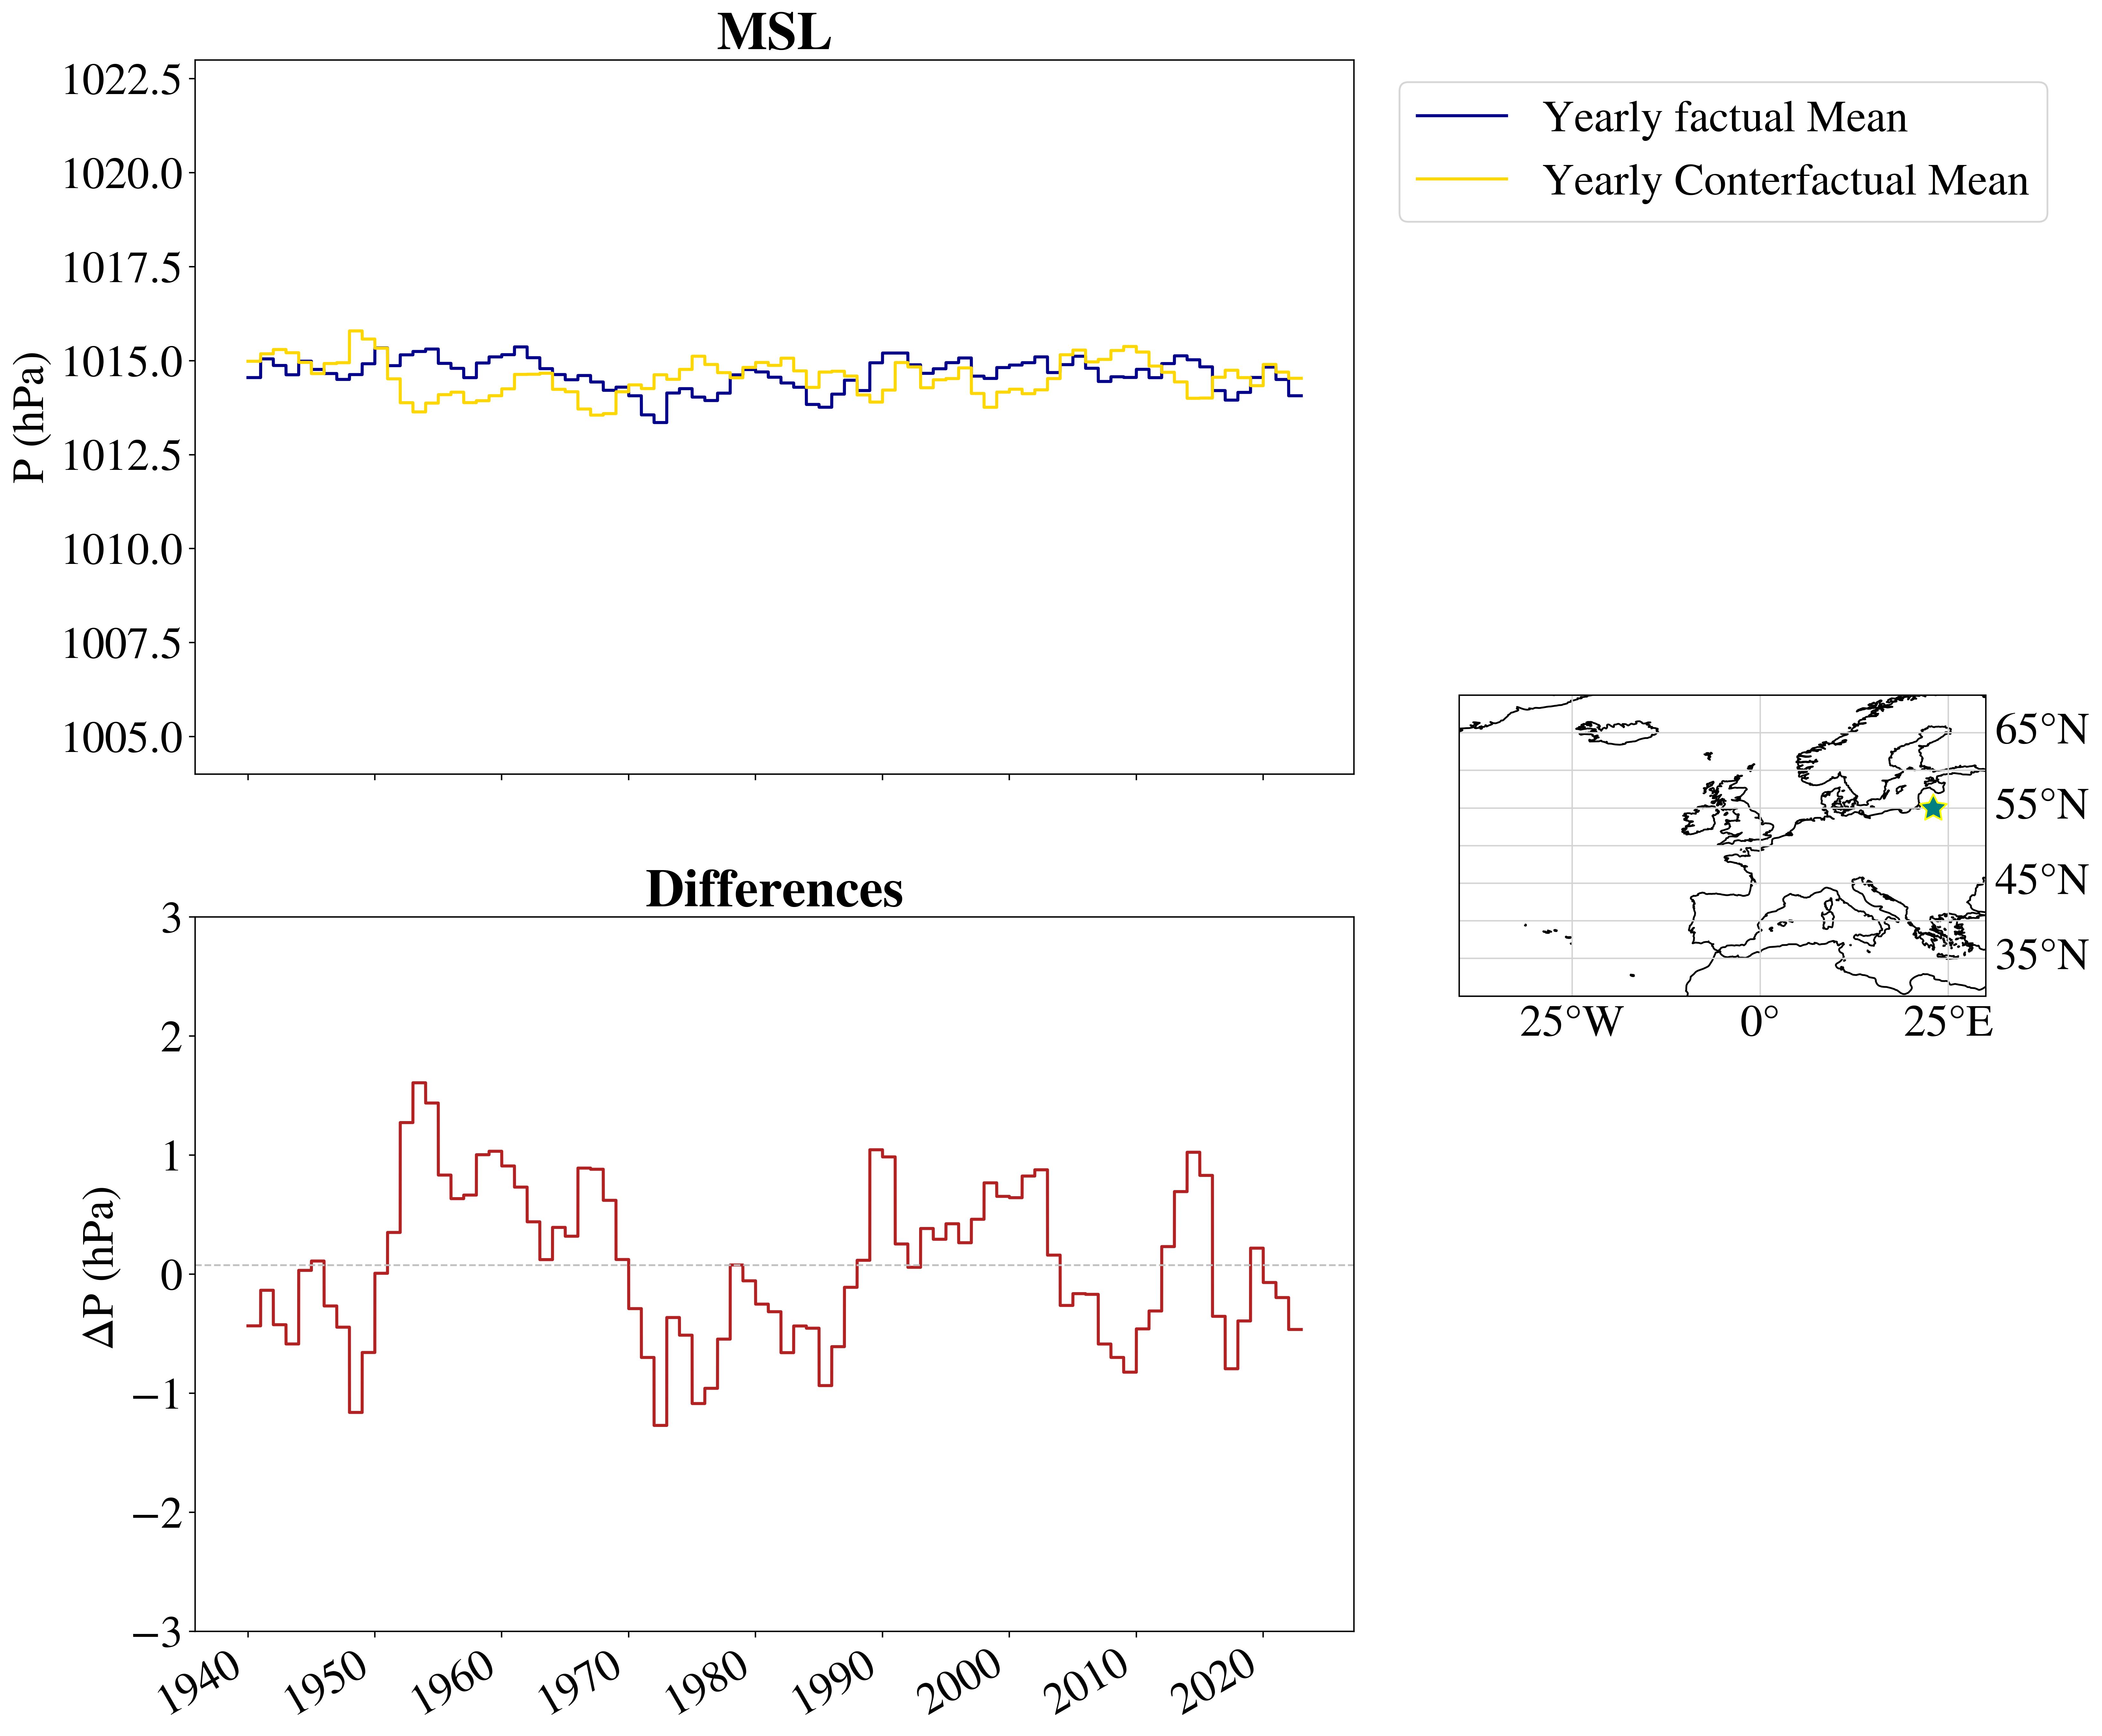 MSL
1022.5
1020.0
1017.5
1015.0
1012.5
1010.0
1007.5
1005.0
P (hPa)
Yearly factual Mean
Yearly Conterfactual Mean
65°N
55°N
45°N
35°N
25°W 0° 25°E
Differences
3
2
1
0
−1
−2
−3
ΔP (hPa)
1940 1950 1960 1970 1980 1990 2000 2010 2020